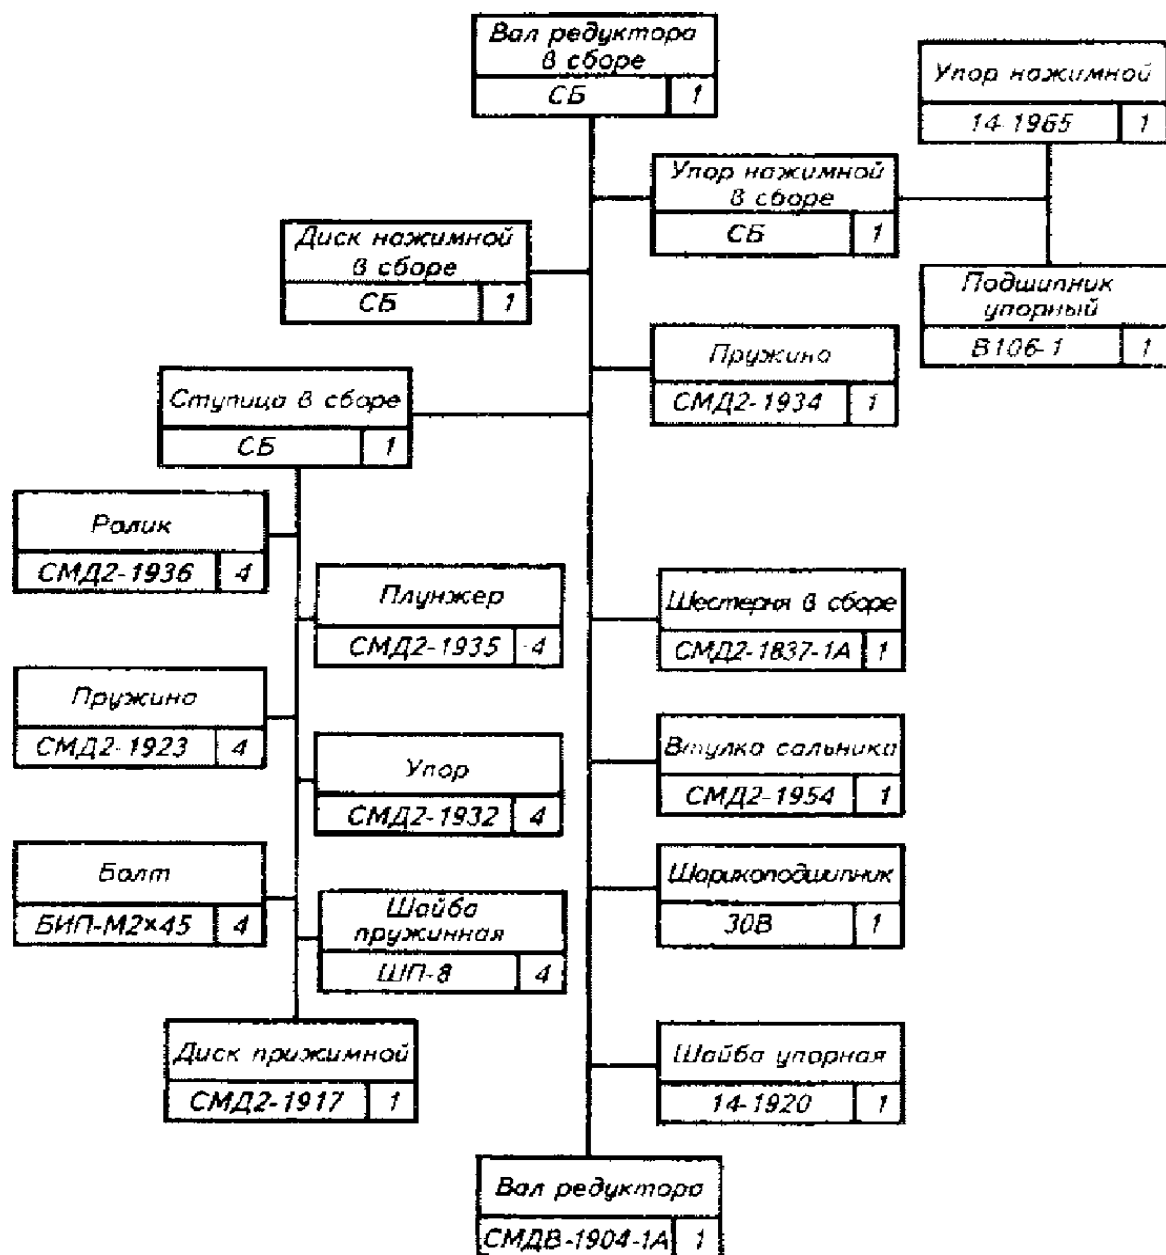 Вал редуктора
в сборе
СБ 1
Упор нажимной
14-1965 1
Упор нажимной
в сборе
СБ 1
Диск нажимной
в сборе
СБ 1
Подшипник
упорный
В106-1 1
Пружина
СМД2-1934 1
Ступица в сборе
СБ 1
Ролик
СМД2-1936 4
Плунжер
СМД2-1935 4
Шестерня в сборе
СМД2-1837-1А 1
Пружина
СМД2-1923 4
Упор
СМД2-1932 4
Втулка сальника
СМД2-1954 1
Болт
БИП-М2×45 4
Шайба
пружинная
ШП-8 4
Шарикоподшипник
30В 1
Диск прижимной
СМД2-1917 1
Шайба упорная
14-1920 1
Вал редуктора
СМДВ-1904-1А 1